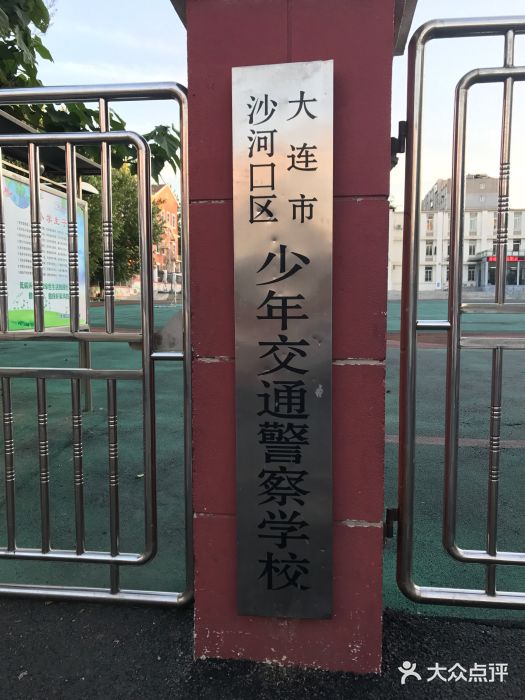 大连市
沙河口区
少年交通警察学校
大众点评